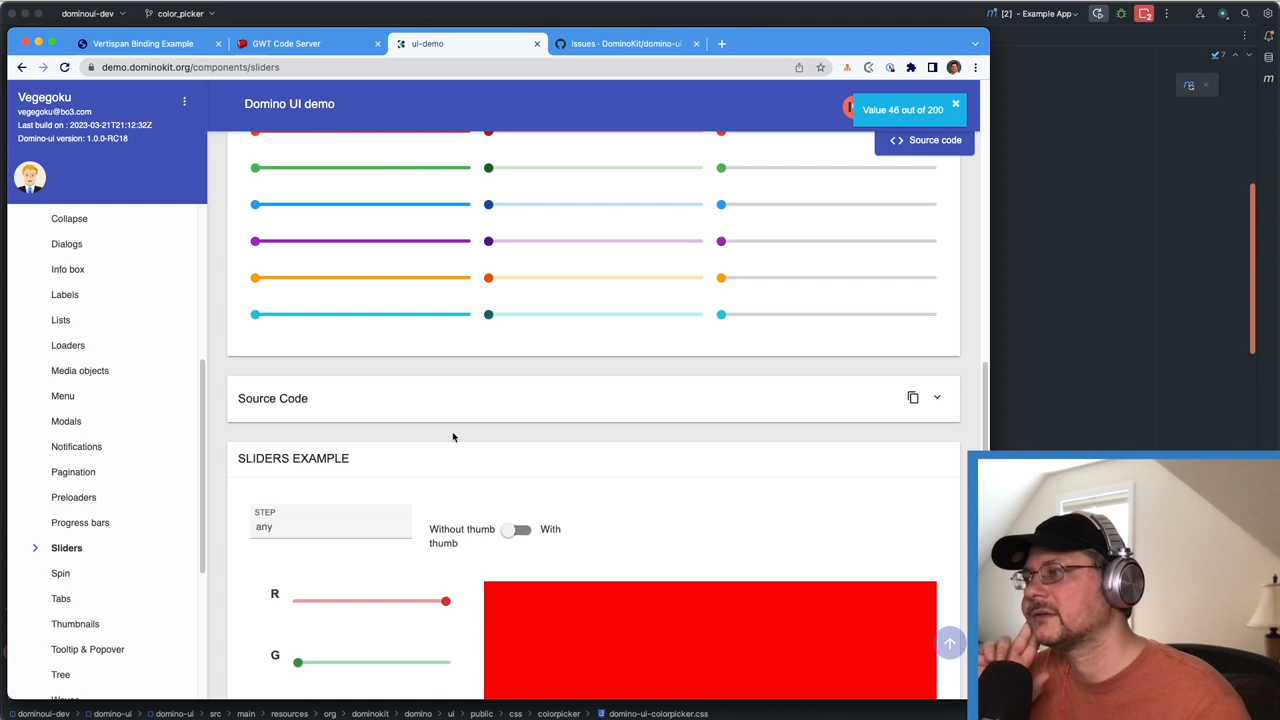 dominoui-dev
color_picker
[2] - Example App
Vertispan Binding Example
GWT Code Server
ui-demo
Issues · DominoKit/domino-ui
7
demo.dominokit.org/components/sliders
Vegegoku
vegegoku@bo3.com
Last build on : 2023-03-21T21:12:32Z
Domino-ui version: 1.0.0-RC18
Domino UI demo
Value 46 out of 200
Source code
Collapse
Dialogs
Info box
Labels
Lists
Loaders
Media objects
Menu
Modals
Notifications
Pagination
Preloaders
Progress bars
Sliders
Spin
Tabs
Thumbnails
Tooltip & Popover
Tree
Source Code
SLIDERS EXAMPLE
STEP
any
Without thumb With
thumb
R
G
dominoui-dev > domino-ui > domino-ui > src > main > resources > org > dominokit > domino > ui > public > css > colorpicker > domino-ui-colorpicker.css